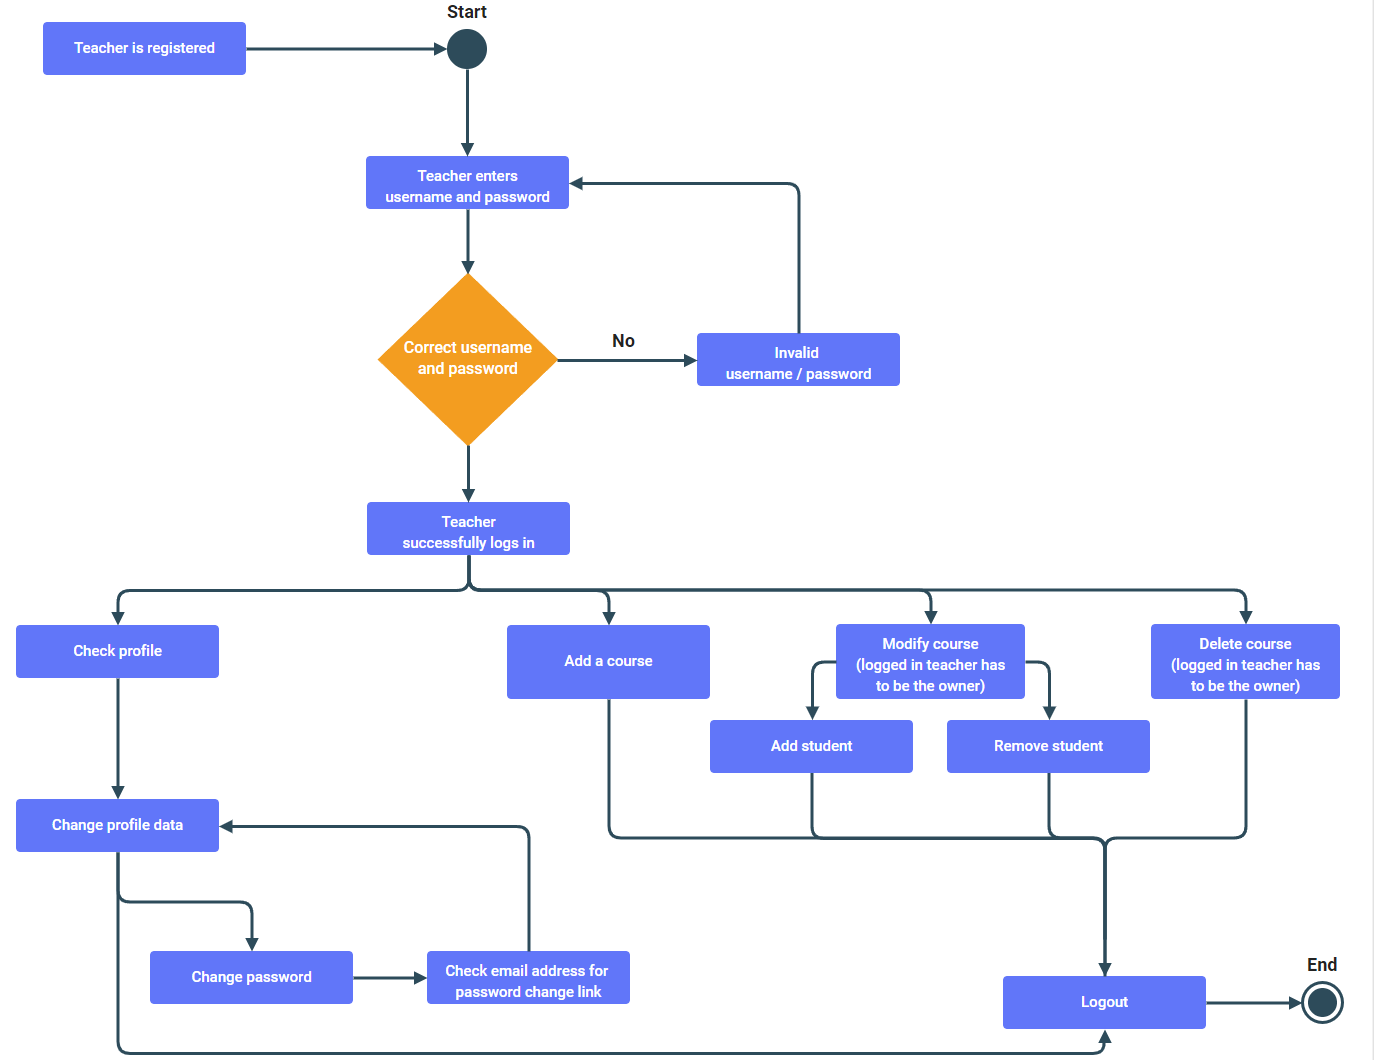 Start
Teacher is registered
Teacher enters
username and password
Correct username
and password
No
Invalid
username / password
Teacher
successfully logs in
Check profile
Add a course
Modify course
(logged in teacher has
to be the owner)
Delete course
(logged in teacher has
to be the owner)
Add student
Remove student
Change profile data
Change password
Check email address for
password change link
Logout
End